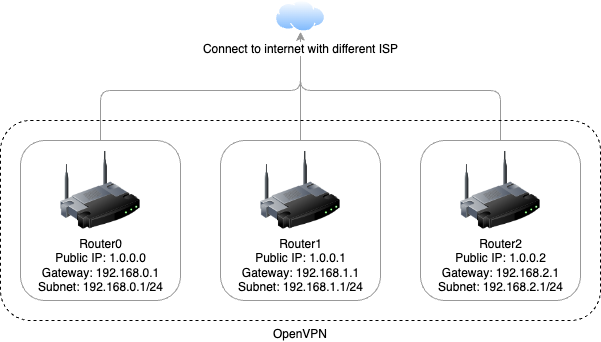 Connect to internet with different ISP
Router0
Public IP: 1.0.0.0
Gateway: 192.168.0.1
Subnet: 192.168.0.1/24
Router1
Public IP: 1.0.0.1
Gateway: 192.168.1.1
Subnet: 192.168.1.1/24
Router2
Public IP: 1.0.0.2
Gateway: 192.168.2.1
Subnet: 192.168.2.1/24
OpenVPN